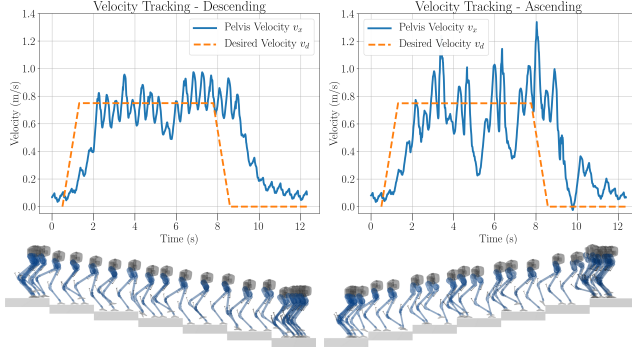 Velocity Tracking - Descending
Pelvis Velocity vₓ
Desired Velocity v_d
Velocity (m/s)
1.4
1.2
1.0
0.8
0.6
0.4
0.2
0.0
0 2 4 6 8 10 12
Time (s)
Velocity Tracking - Ascending
Pelvis Velocity vₓ
Desired Velocity v_d
Velocity (m/s)
1.4
1.2
1.0
0.8
0.6
0.4
0.2
0.0
0 2 4 6 8 10 12
Time (s)